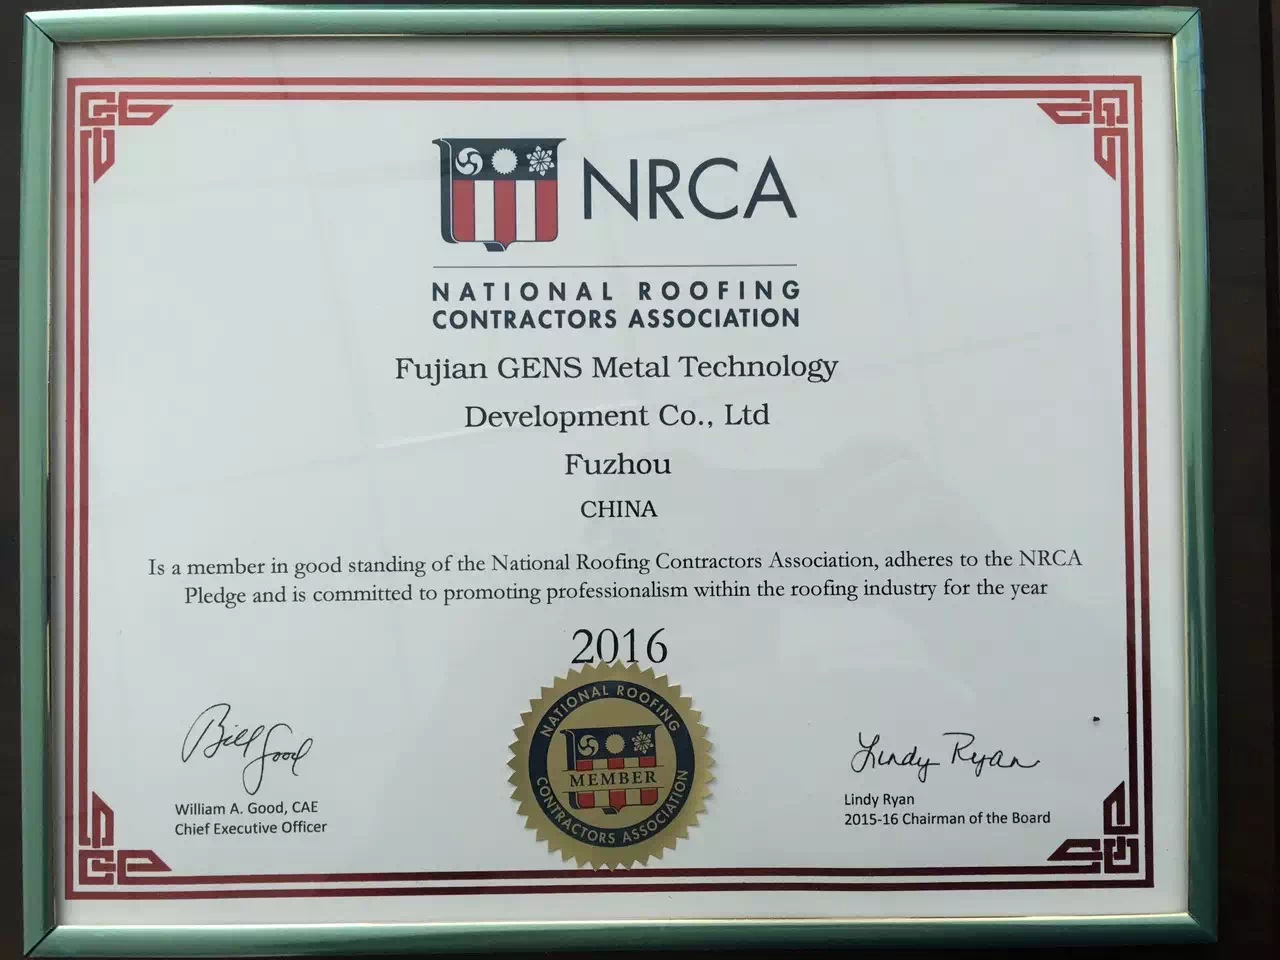 NRCA
NATIONAL ROOFING
CONTRACTORS ASSOCIATION
Fujian GENS Metal Technology
Development Co., Ltd
Fuzhou
CHINA
Is a member in good standing of the National Roofing Contractors Association, adheres to the NRCA
Pledge and is committed to promoting professionalism within the roofing industry for the year
2016
NATIONAL ROOFING
MEMBER
CONTRACTORS ASSOCIATION
Bill Good
William A. Good, CAE
Chief Executive Officer
Lindy Ryan
Lindy Ryan
2015-16 Chairman of the Board